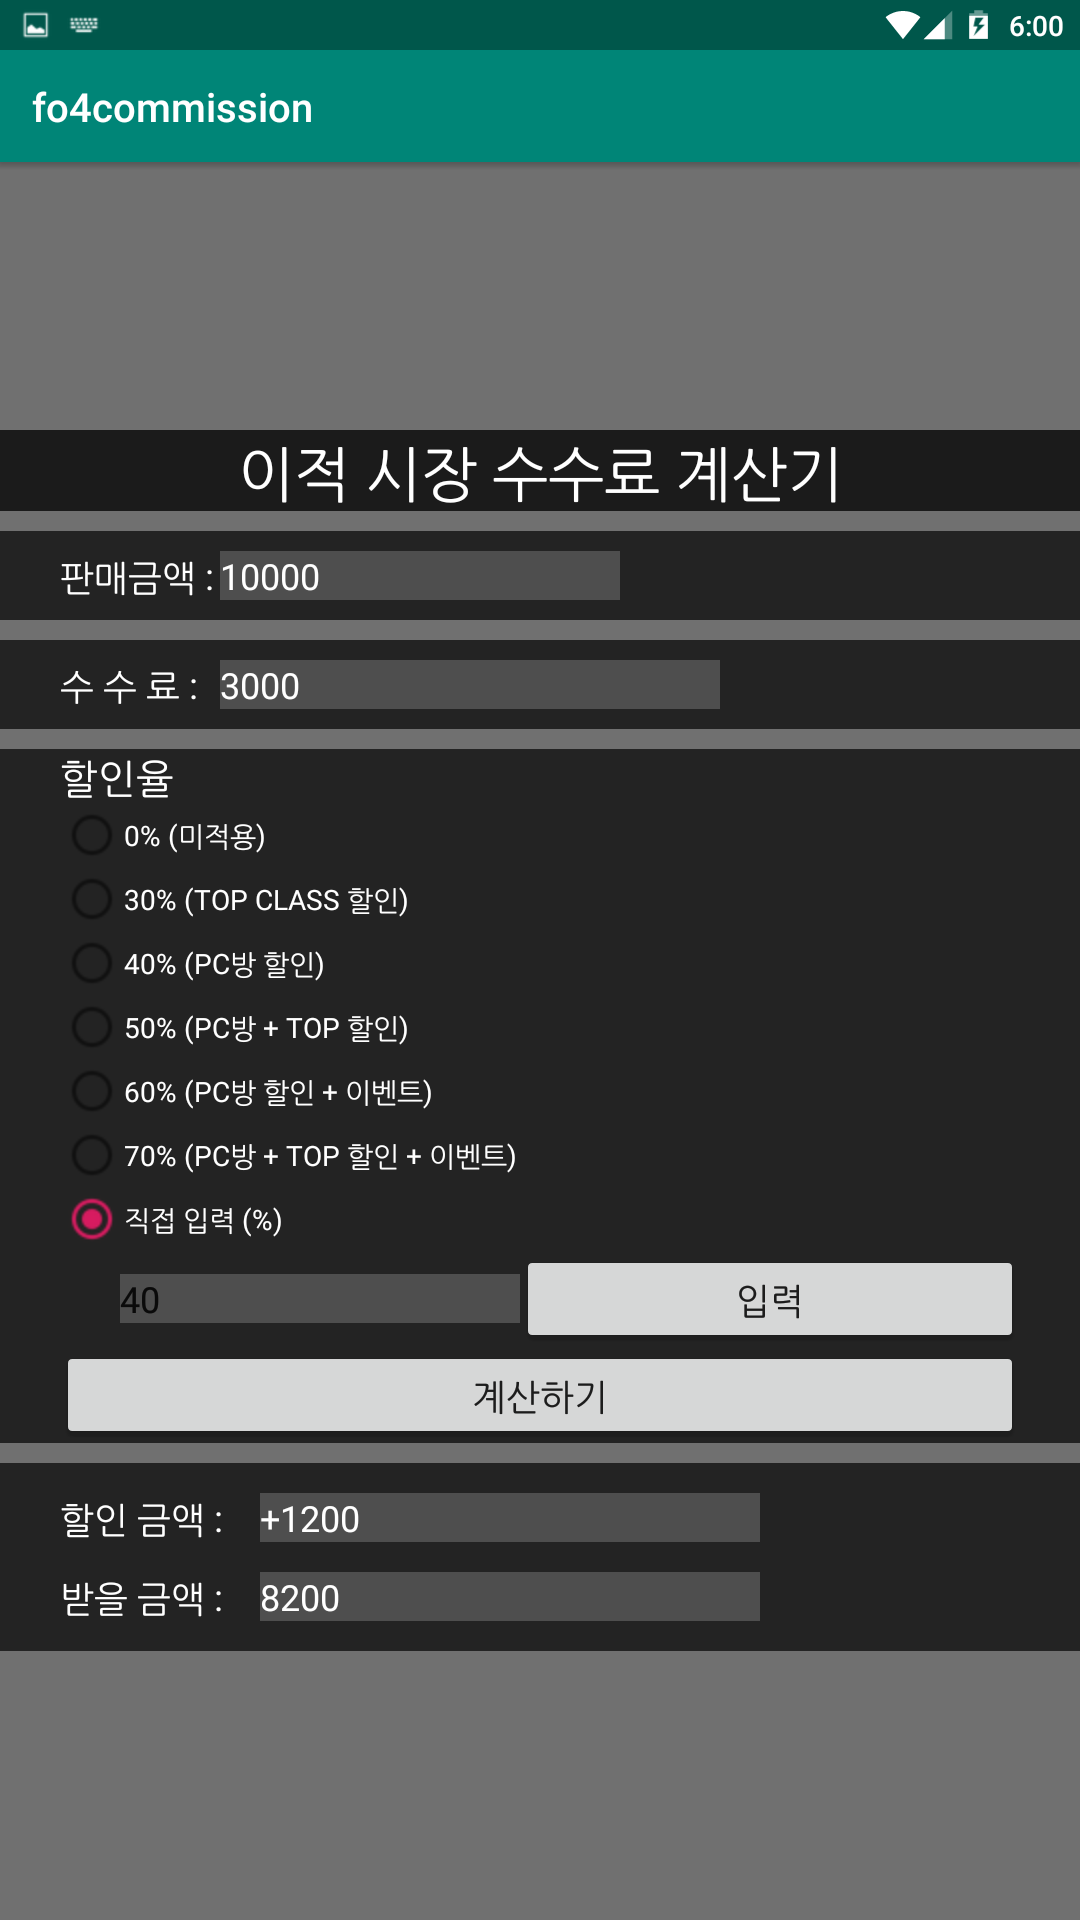 6:00
fo4commission
이적 시장 수수료 계산기
판매금액 : 10000
수 수 료 : 3000
할인율
0% (미적용)
30% (TOP CLASS 할인)
40% (PC방 할인)
50% (PC방 + TOP 할인)
60% (PC방 할인 + 이벤트)
70% (PC방 + TOP 할인 + 이벤트)
직접 입력 (%)
40 입력
계산하기
할인 금액 : +1200
받을 금액 : 8200